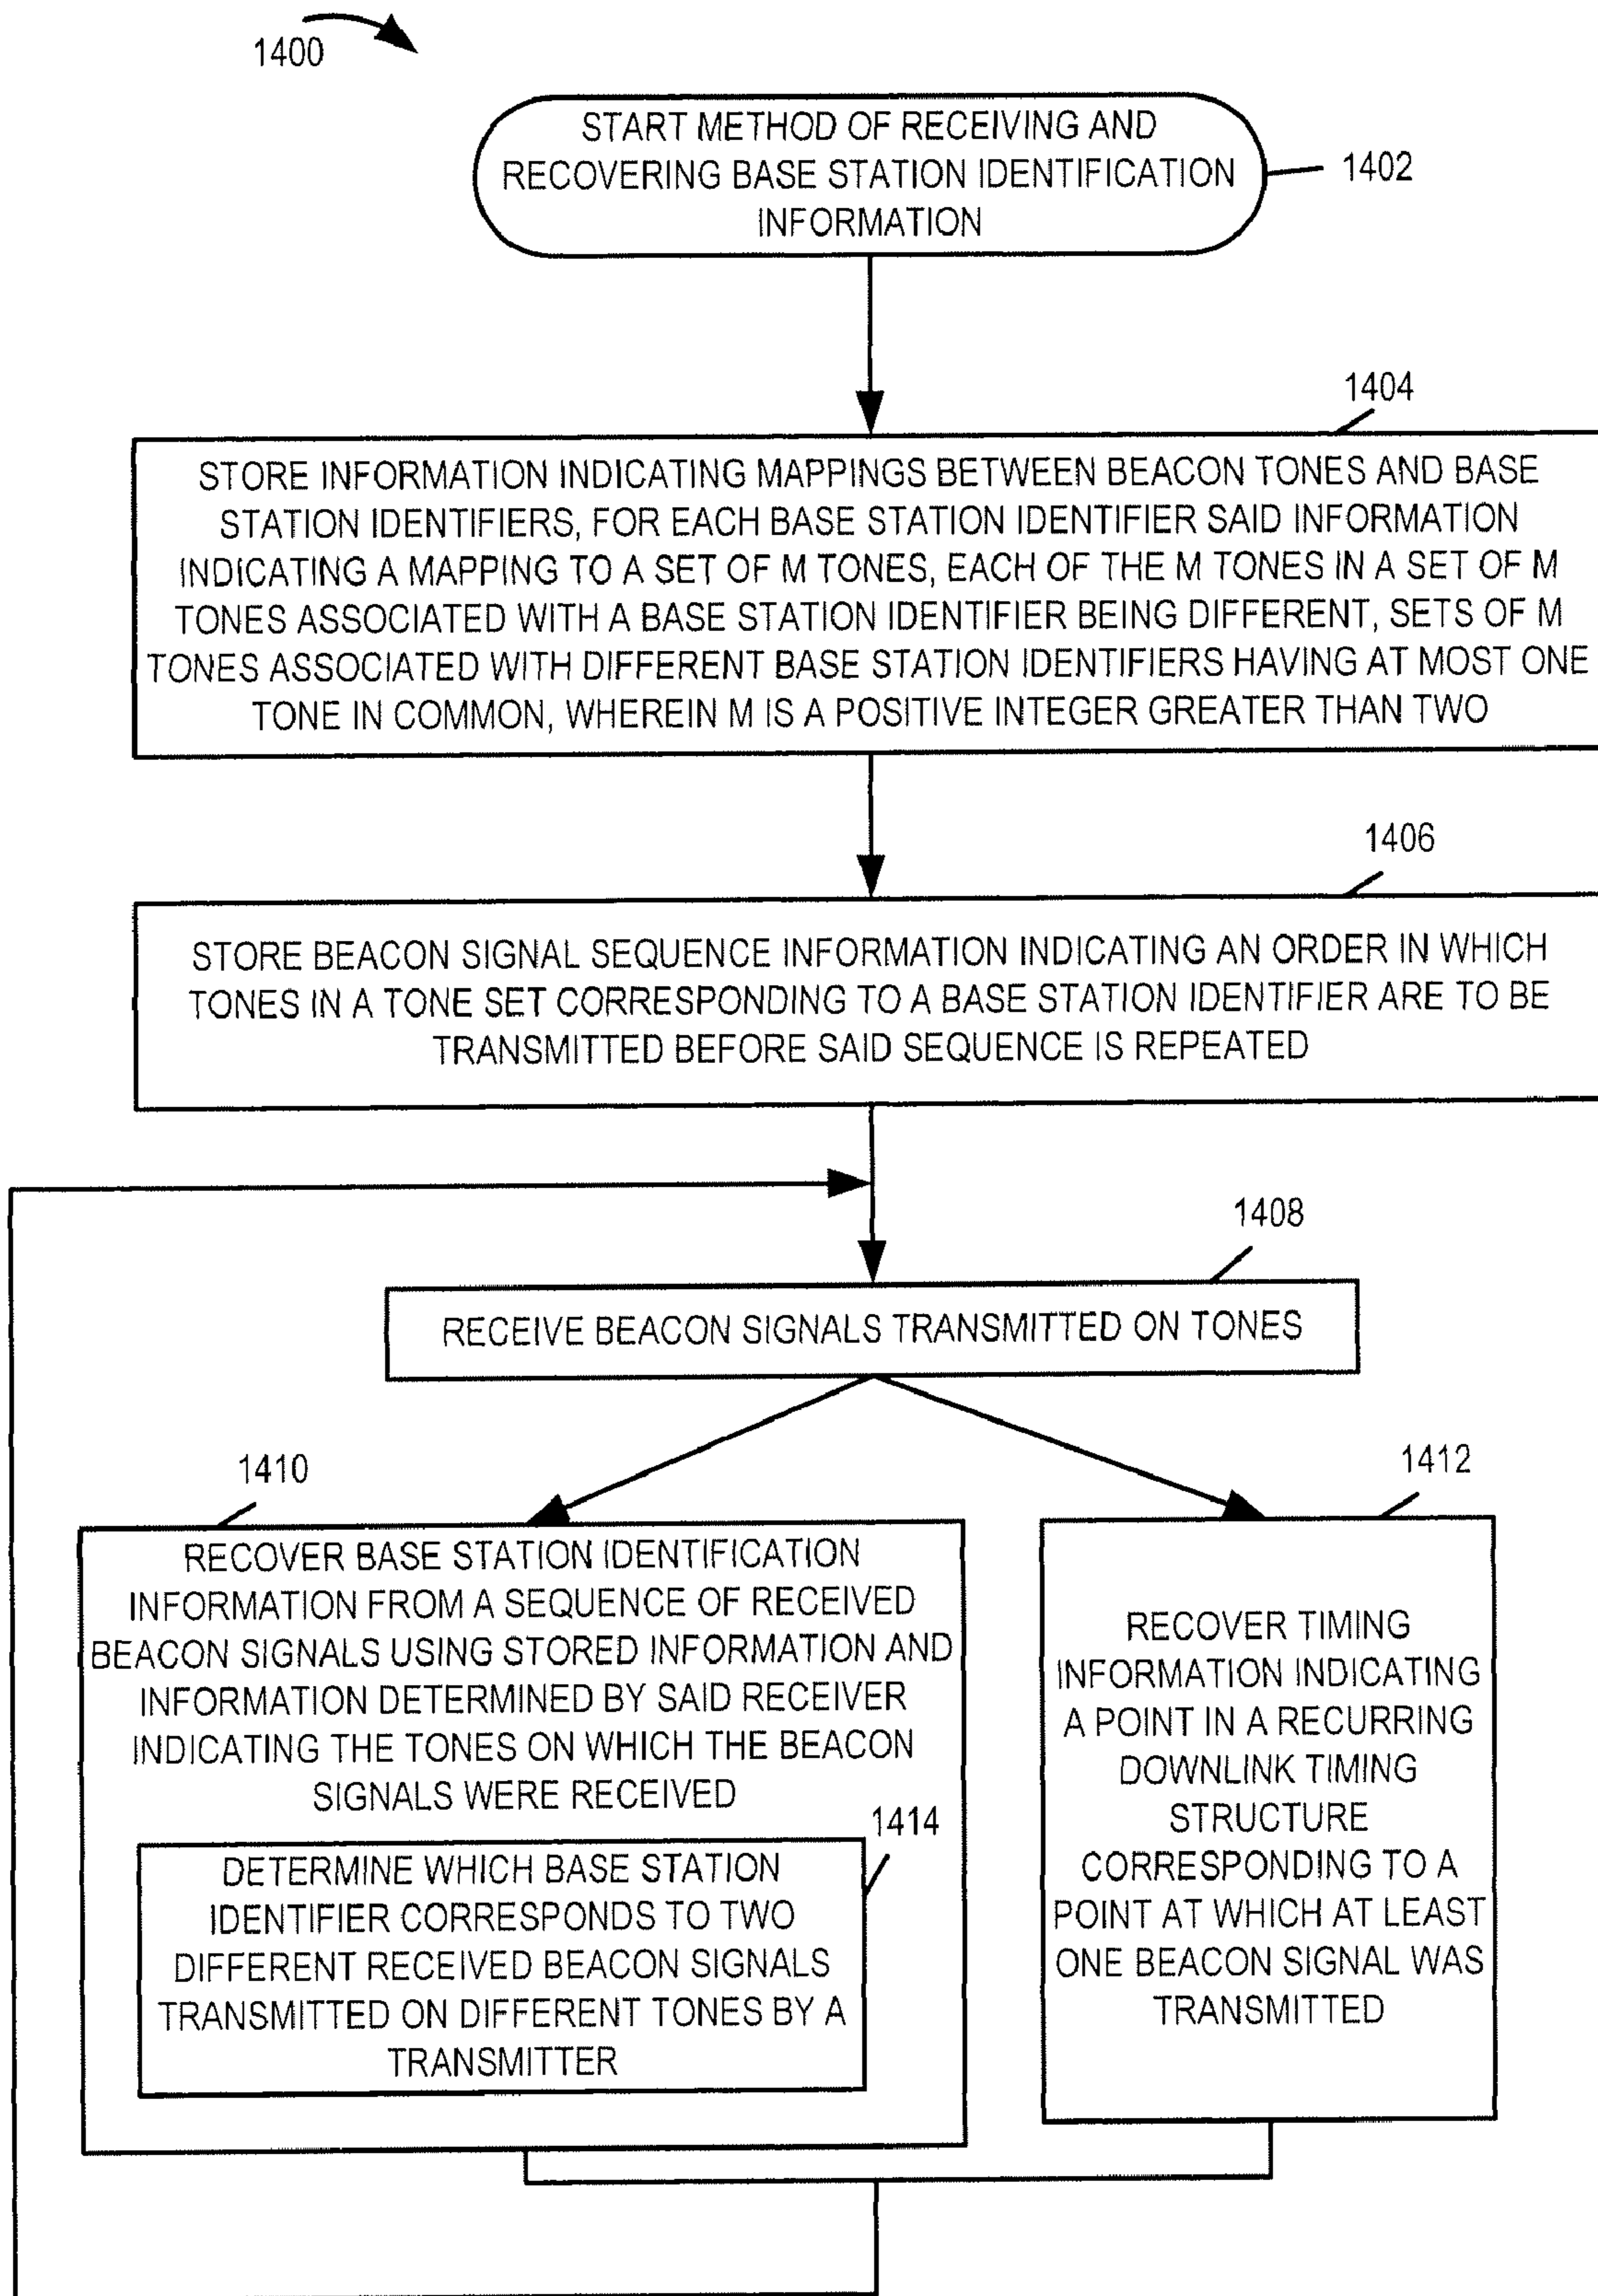 1400
START METHOD OF RECEIVING AND
RECOVERING BASE STATION IDENTIFICATION
INFORMATION
1402
1404
STORE INFORMATION INDICATING MAPPINGS BETWEEN BEACON TONES AND BASE
STATION IDENTIFIERS, FOR EACH BASE STATION IDENTIFIER SAID INFORMATION
INDICATING A MAPPING TO A SET OF M TONES, EACH OF THE M TONES IN A SET OF M
TONES ASSOCIATED WITH A BASE STATION IDENTIFIER BEING DIFFERENT, SETS OF M
TONES ASSOCIATED WITH DIFFERENT BASE STATION IDENTIFIERS HAVING AT MOST ONE
TONE IN COMMON, WHEREIN M IS A POSITIVE INTEGER GREATER THAN TWO
1406
STORE BEACON SIGNAL SEQUENCE INFORMATION INDICATING AN ORDER IN WHICH
TONES IN A TONE SET CORRESPONDING TO A BASE STATION IDENTIFIER ARE TO BE
TRANSMITTED BEFORE SAID SEQUENCE IS REPEATED
1408
RECEIVE BEACON SIGNALS TRANSMITTED ON TONES
1410
RECOVER BASE STATION IDENTIFICATION
INFORMATION FROM A SEQUENCE OF RECEIVED
BEACON SIGNALS USING STORED INFORMATION AND
INFORMATION DETERMINED BY SAID RECEIVER
INDICATING THE TONES ON WHICH THE BEACON
SIGNALS WERE RECEIVED
1414
DETERMINE WHICH BASE STATION
IDENTIFIER CORRESPONDS TO TWO
DIFFERENT RECEIVED BEACON SIGNALS
TRANSMITTED ON DIFFERENT TONES BY A
TRANSMITTER
1412
RECOVER TIMING
INFORMATION INDICATING
A POINT IN A RECURRING
DOWNLINK TIMING
STRUCTURE
CORRESPONDING TO A
POINT AT WHICH AT LEAST
ONE BEACON SIGNAL WAS
TRANSMITTED